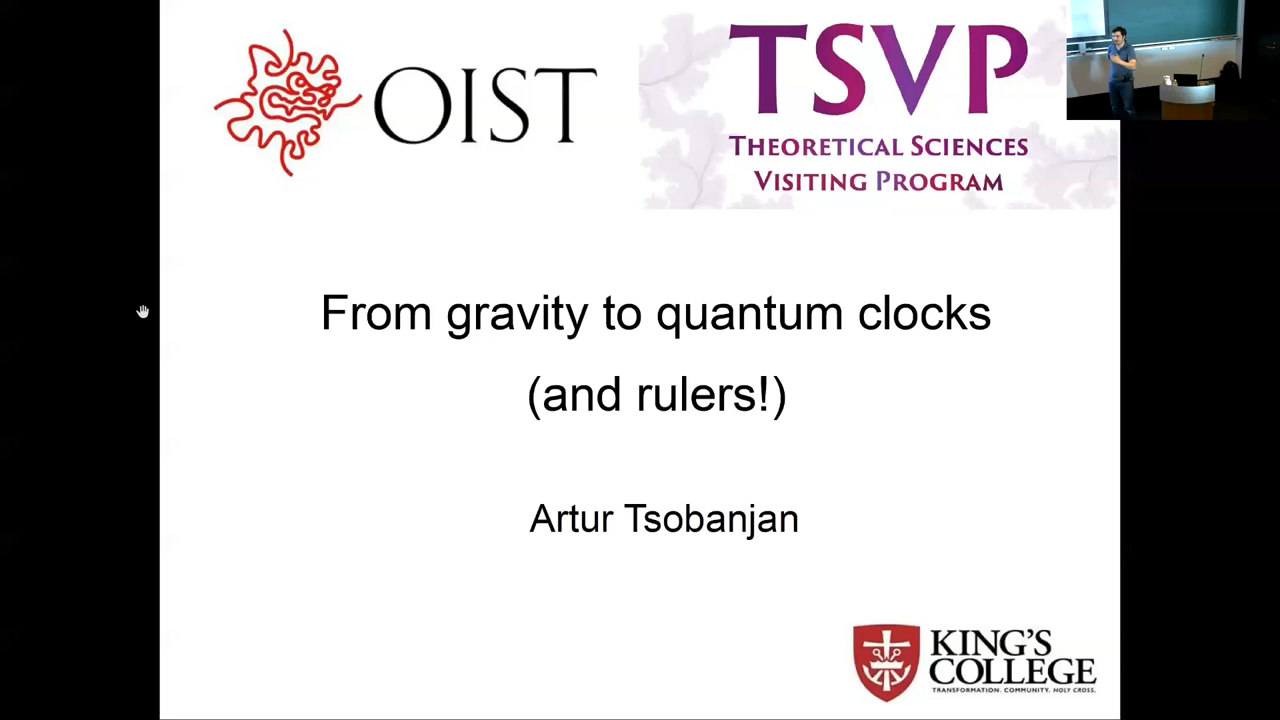 OIST
TSVP
THEORETICAL SCIENCES
VISITING PROGRAM
From gravity to quantum clocks
(and rulers!)
Artur Tsobanjan
KING'S
COLLEGE
TRANSFORMATION. COMMUNITY. HOLY CROSS.